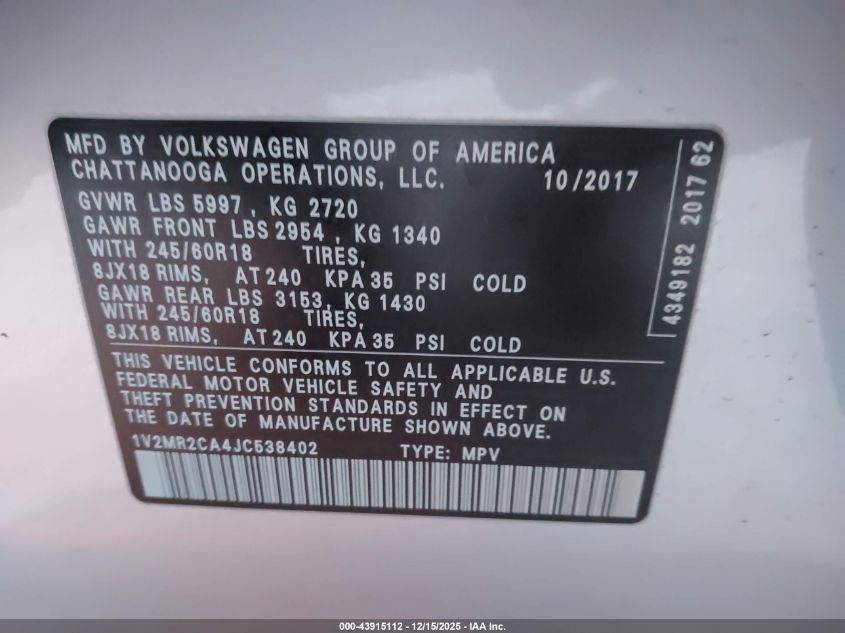 MFD BY VOLKSWAGEN GROUP OF AMERICA
CHATTANOOGA OPERATIONS, LLC. 10/2017
GVWR LBS 5997 , KG 2720
GAWR FRONT LBS 2954 , KG 1340
WITH 245/60R18 TIRES,
8JX18 RIMS, AT 240 KPA 35 PSI COLD
GAWR REAR LBS 3153, KG 1430
WITH 245/60R18 TIRES,
8JX18 RIMS, AT 240 KPA 35 PSI COLD
THIS VEHICLE CONFORMS TO ALL APPLICABLE U.S.
FEDERAL MOTOR VEHICLE SAFETY AND
THEFT PREVENTION STANDARDS IN EFFECT ON
THE DATE OF MANUFACTURE SHOWN ABOVE.
1V2MR2CA4JC538402 TYPE: MPV
4349182 2017 62
000-43915112 - 12/15/2025 - IAA Inc.